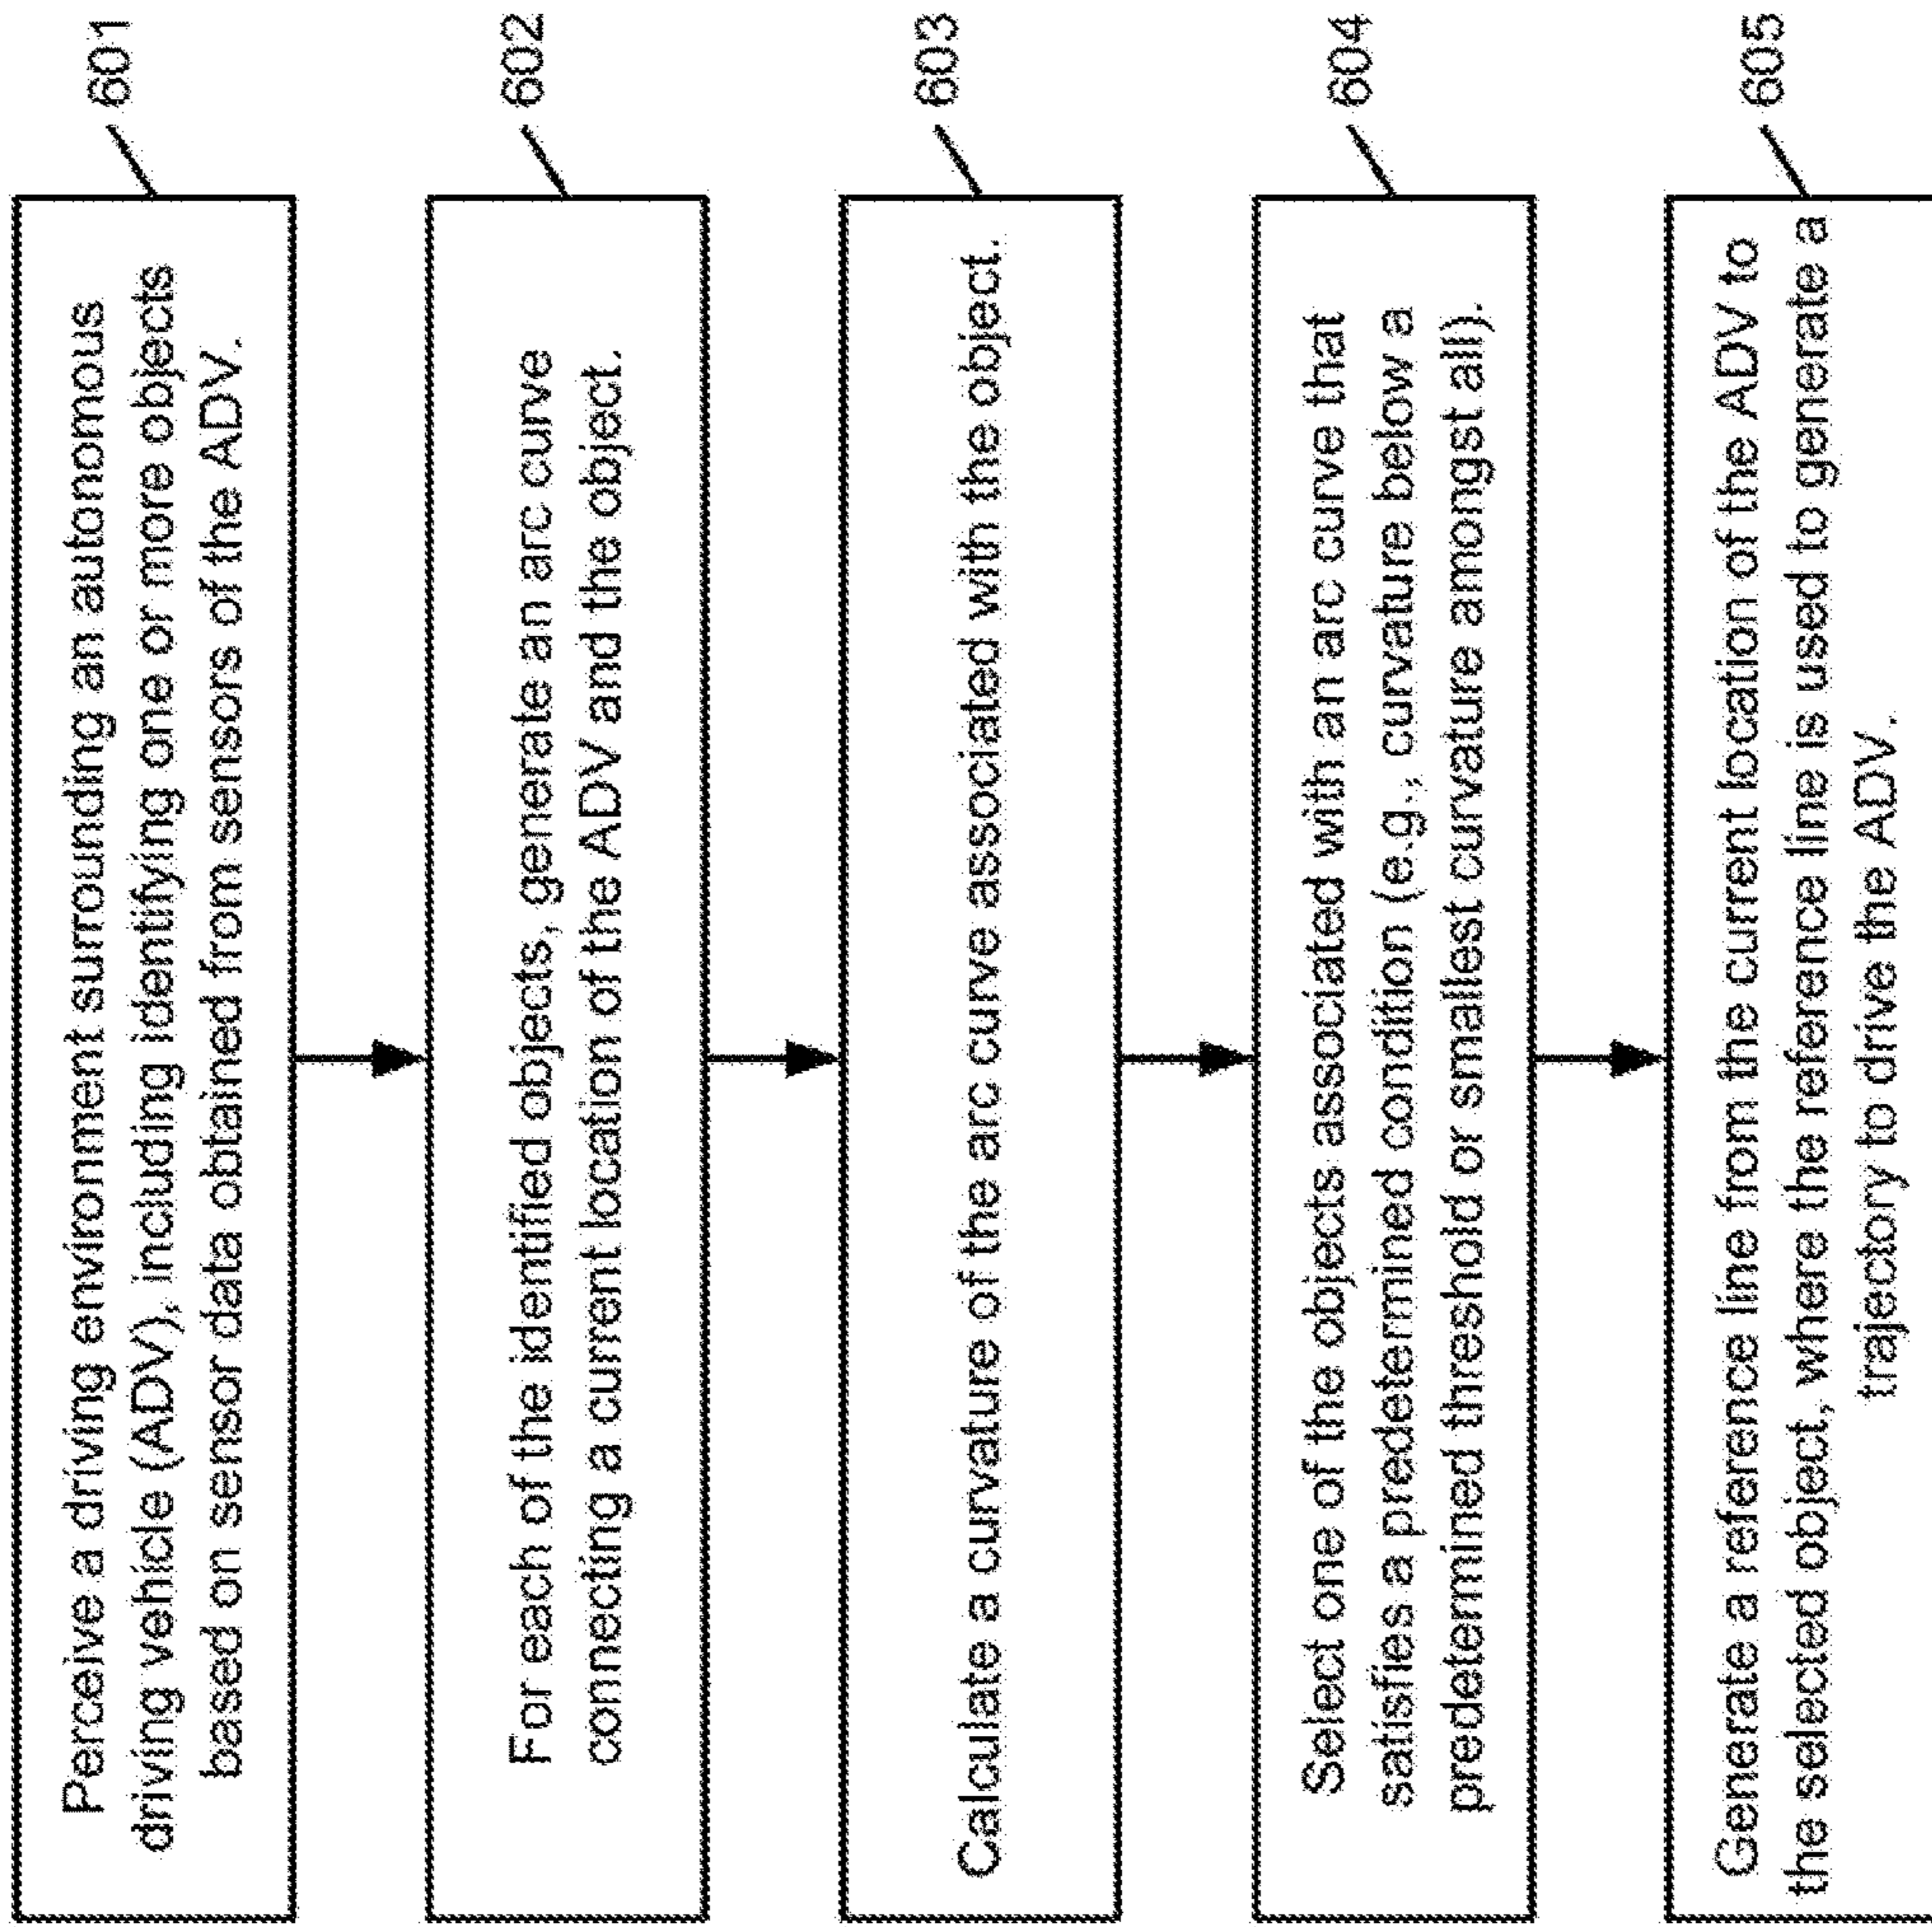 601
Perceive a driving environment surrounding an autonomous
driving vehicle (ADV), including identifying one or more objects
based on sensor data obtained from sensors of the ADV.
602
For each of the identified objects, generate an arc curve
connecting a current location of the ADV and the object.
603
Calculate a curvature of the arc curve associated with the object.
604
Select one of the objects associated with an arc curve that
satisfies a predetermined condition (e.g., curvature below a
predetermined threshold or smallest curvature amongst all).
605
Generate a reference line from the current location of the ADV to
the selected object, where the reference line is used to generate a
trajectory to drive the ADV.